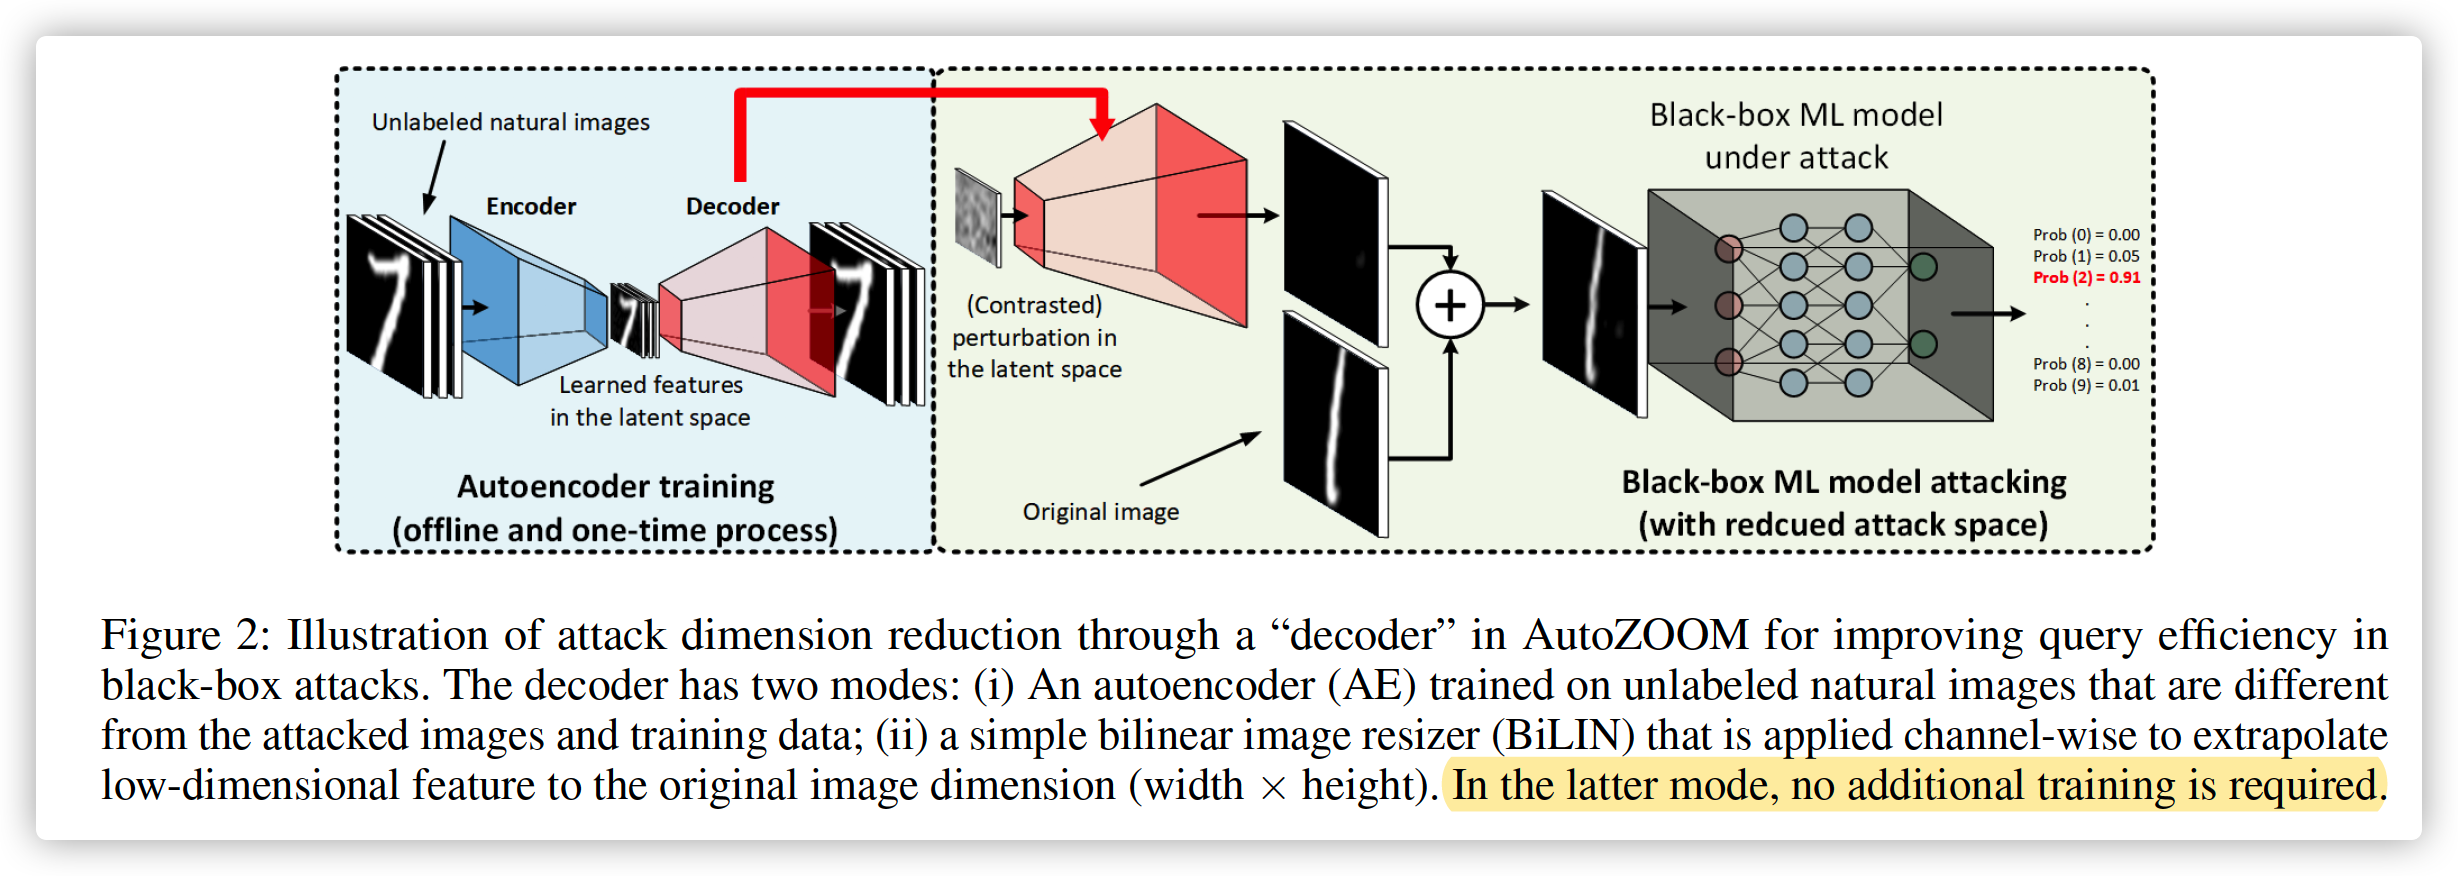 Unlabeled natural images
Encoder
Decoder
Learned features
in the latent space
Autoencoder training
(offline and one-time process)
(Contrasted)
perturbation in
the latent space
Original image
Black-box ML model
under attack
Prob (0) = 0.00
Prob (1) = 0.05
Prob (2) = 0.91
.
.
.
Prob (8) = 0.00
Prob (9) = 0.01
Black-box ML model attacking
(with redcued attack space)
Figure 2: Illustration of attack dimension reduction through a “decoder” in AutoZOOM for improving query efficiency in
black-box attacks. The decoder has two modes: (i) An autoencoder (AE) trained on unlabeled natural images that are different
from the attacked images and training data; (ii) a simple bilinear image resizer (BiLIN) that is applied channel-wise to extrapolate
low-dimensional feature to the original image dimension (width × height). In the latter mode, no additional training is required.